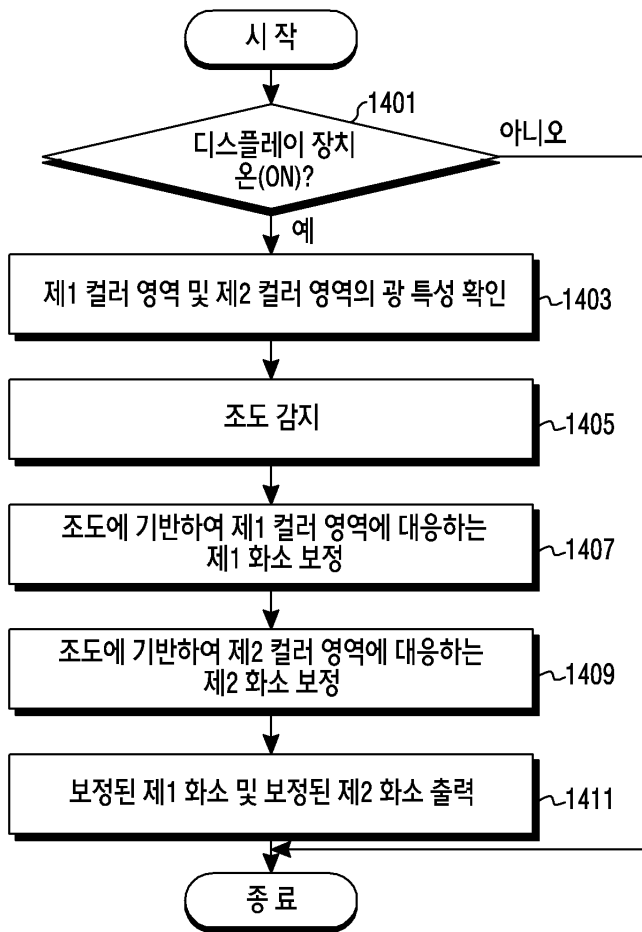 시 작
1401
디스플레이 장치
온(ON)?
아니오
예
제1 컬러 영역 및 제2 컬러 영역의 광 특성 확인
1403
조도 감지
1405
조도에 기반하여 제1 컬러 영역에 대응하는
제1 화소 보정
1407
조도에 기반하여 제2 컬러 영역에 대응하는
제2 화소 보정
1409
보정된 제1 화소 및 보정된 제2 화소 출력
1411
종 료